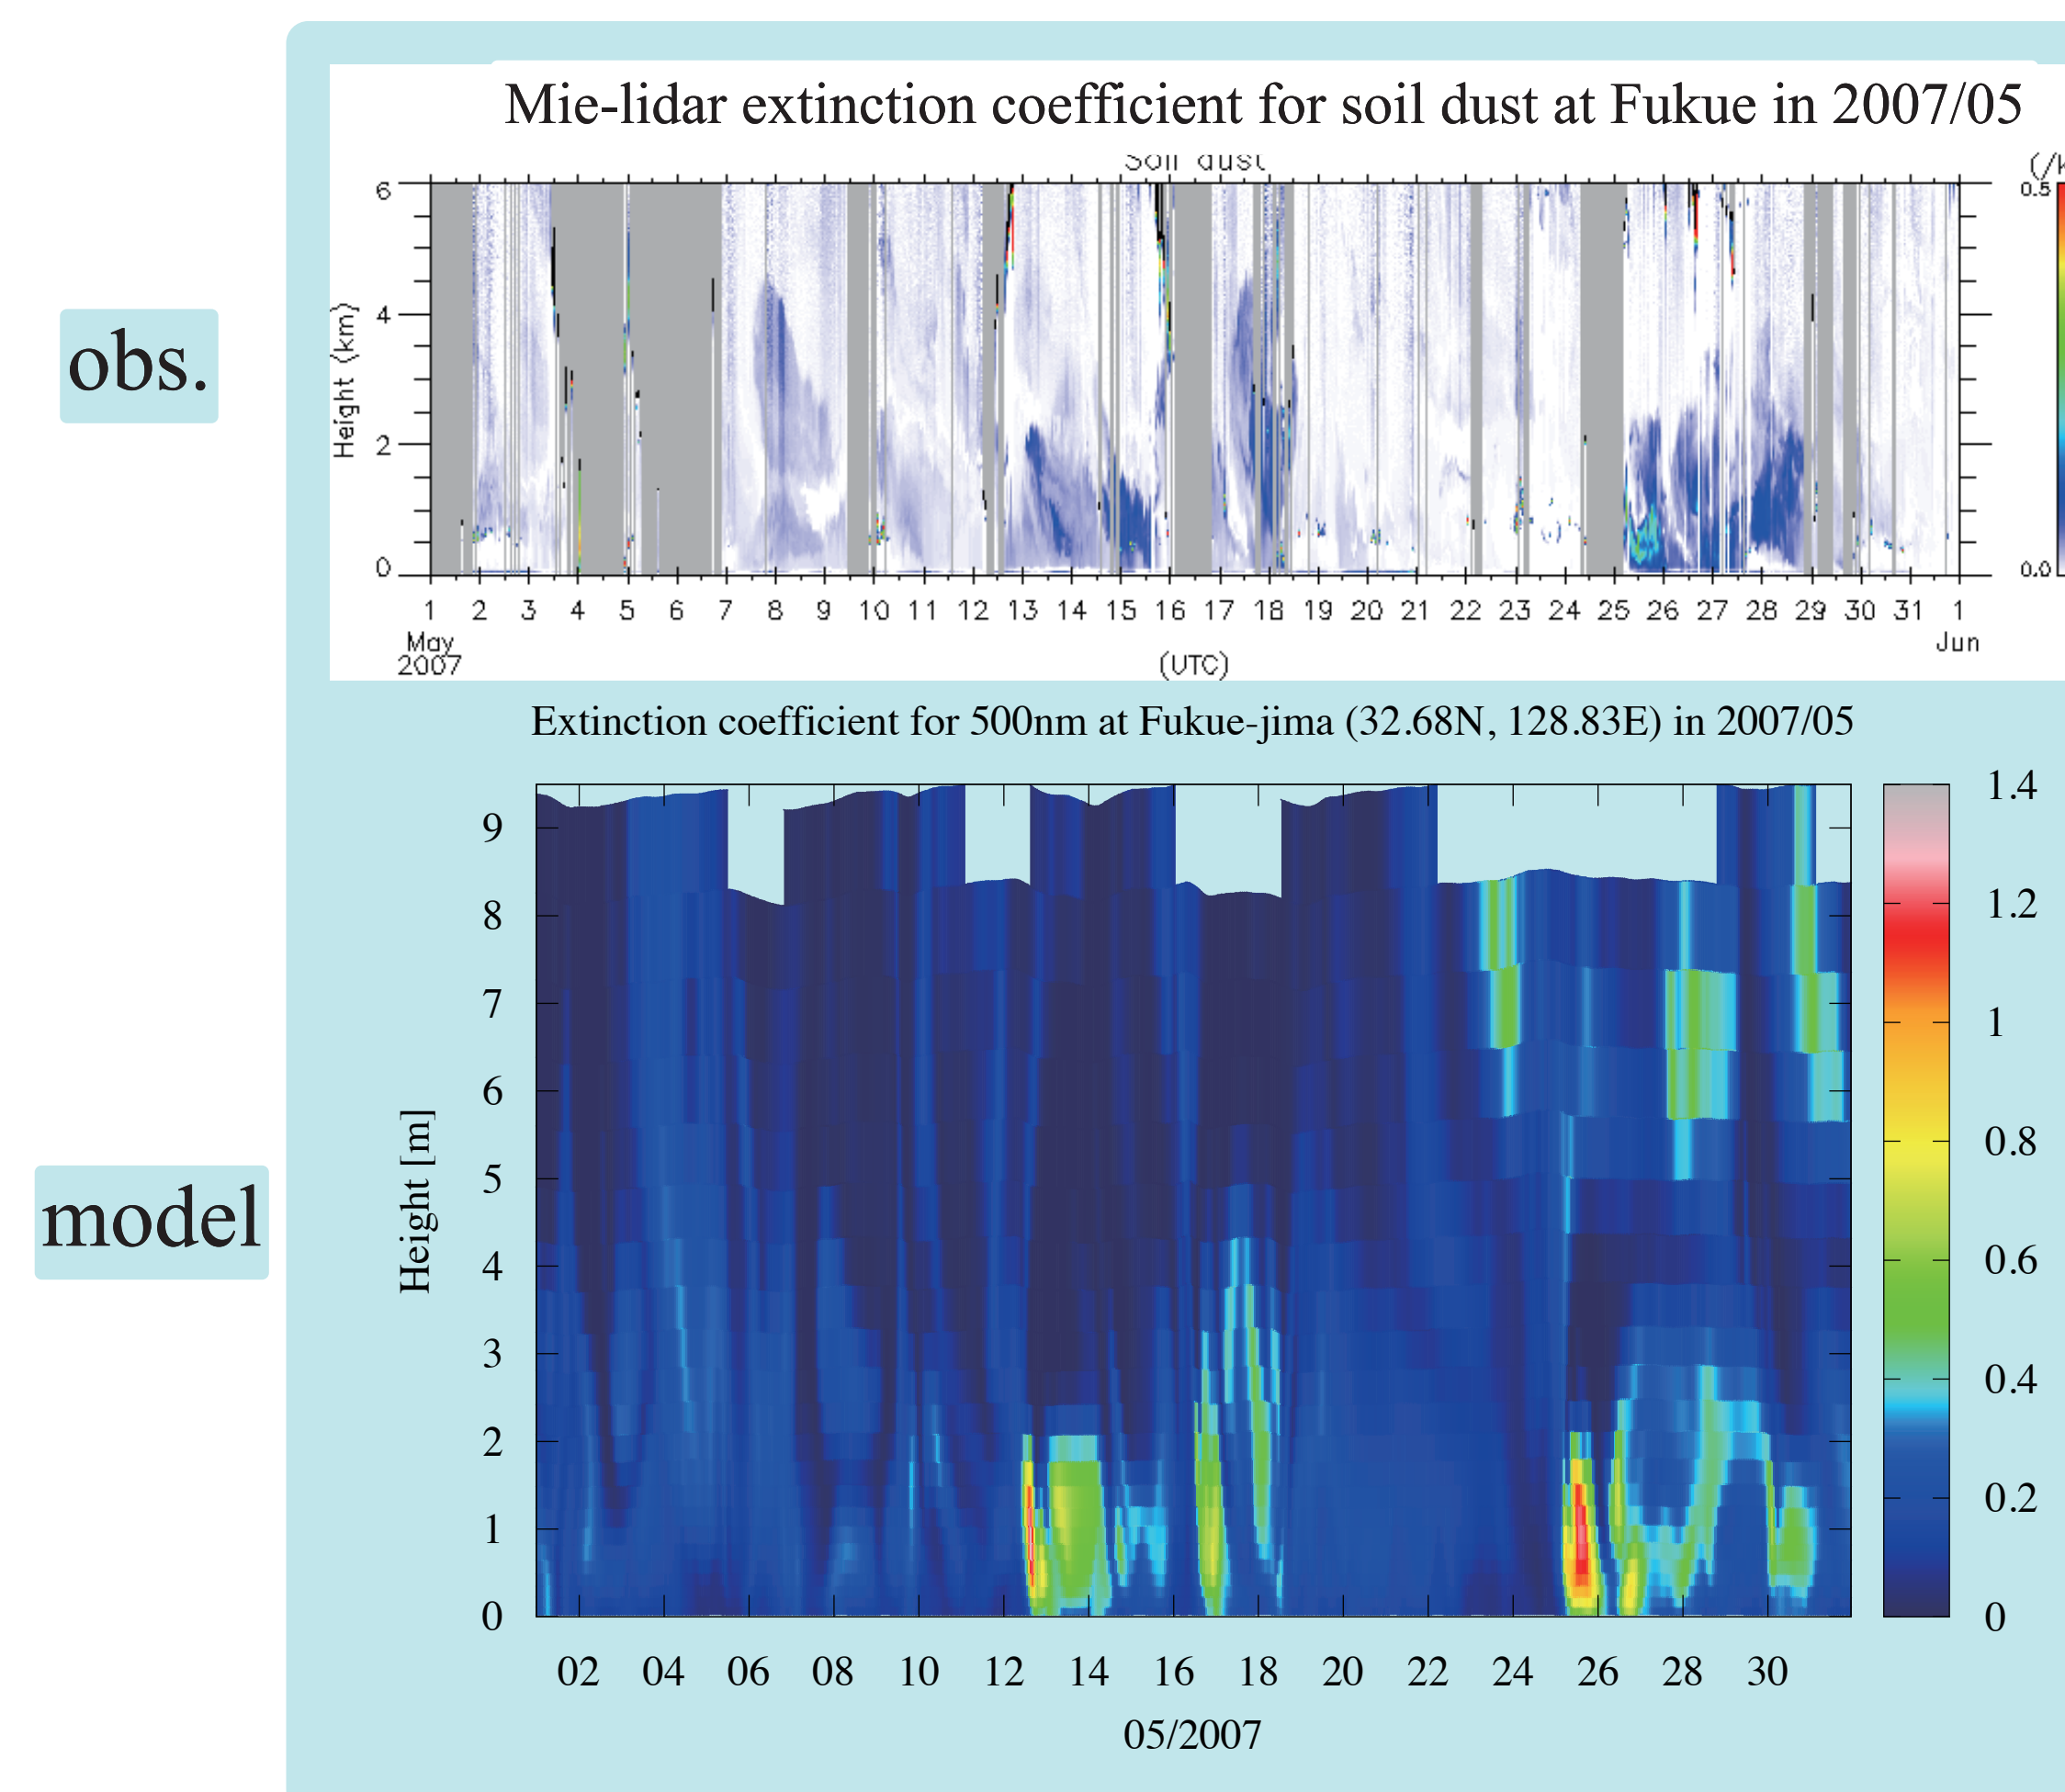 Mie-lidar extinction coefficient for soil dust at Fukue in 2007/05
Soil dust
0.5
6
4
2
0
Height (km)
0.0
1 2 3 4 5 6 7 8 9 10 11 12 13 14 15 16 17 18 19 20 21 22 23 24 25 26 27 28 29 30 31 1
May
2007
(UTC)
Jun
obs.
Extinction coefficient for 500nm at Fukue-jima (32.68N, 128.83E) in 2007/05
9
8
7
6
5
4
3
2
1
0
Height [m]
1.4
1.2
1
0.8
0.6
0.4
0.2
0
02 04 06 08 10 12 14 16 18 20 22 24 26 28 30
05/2007
model